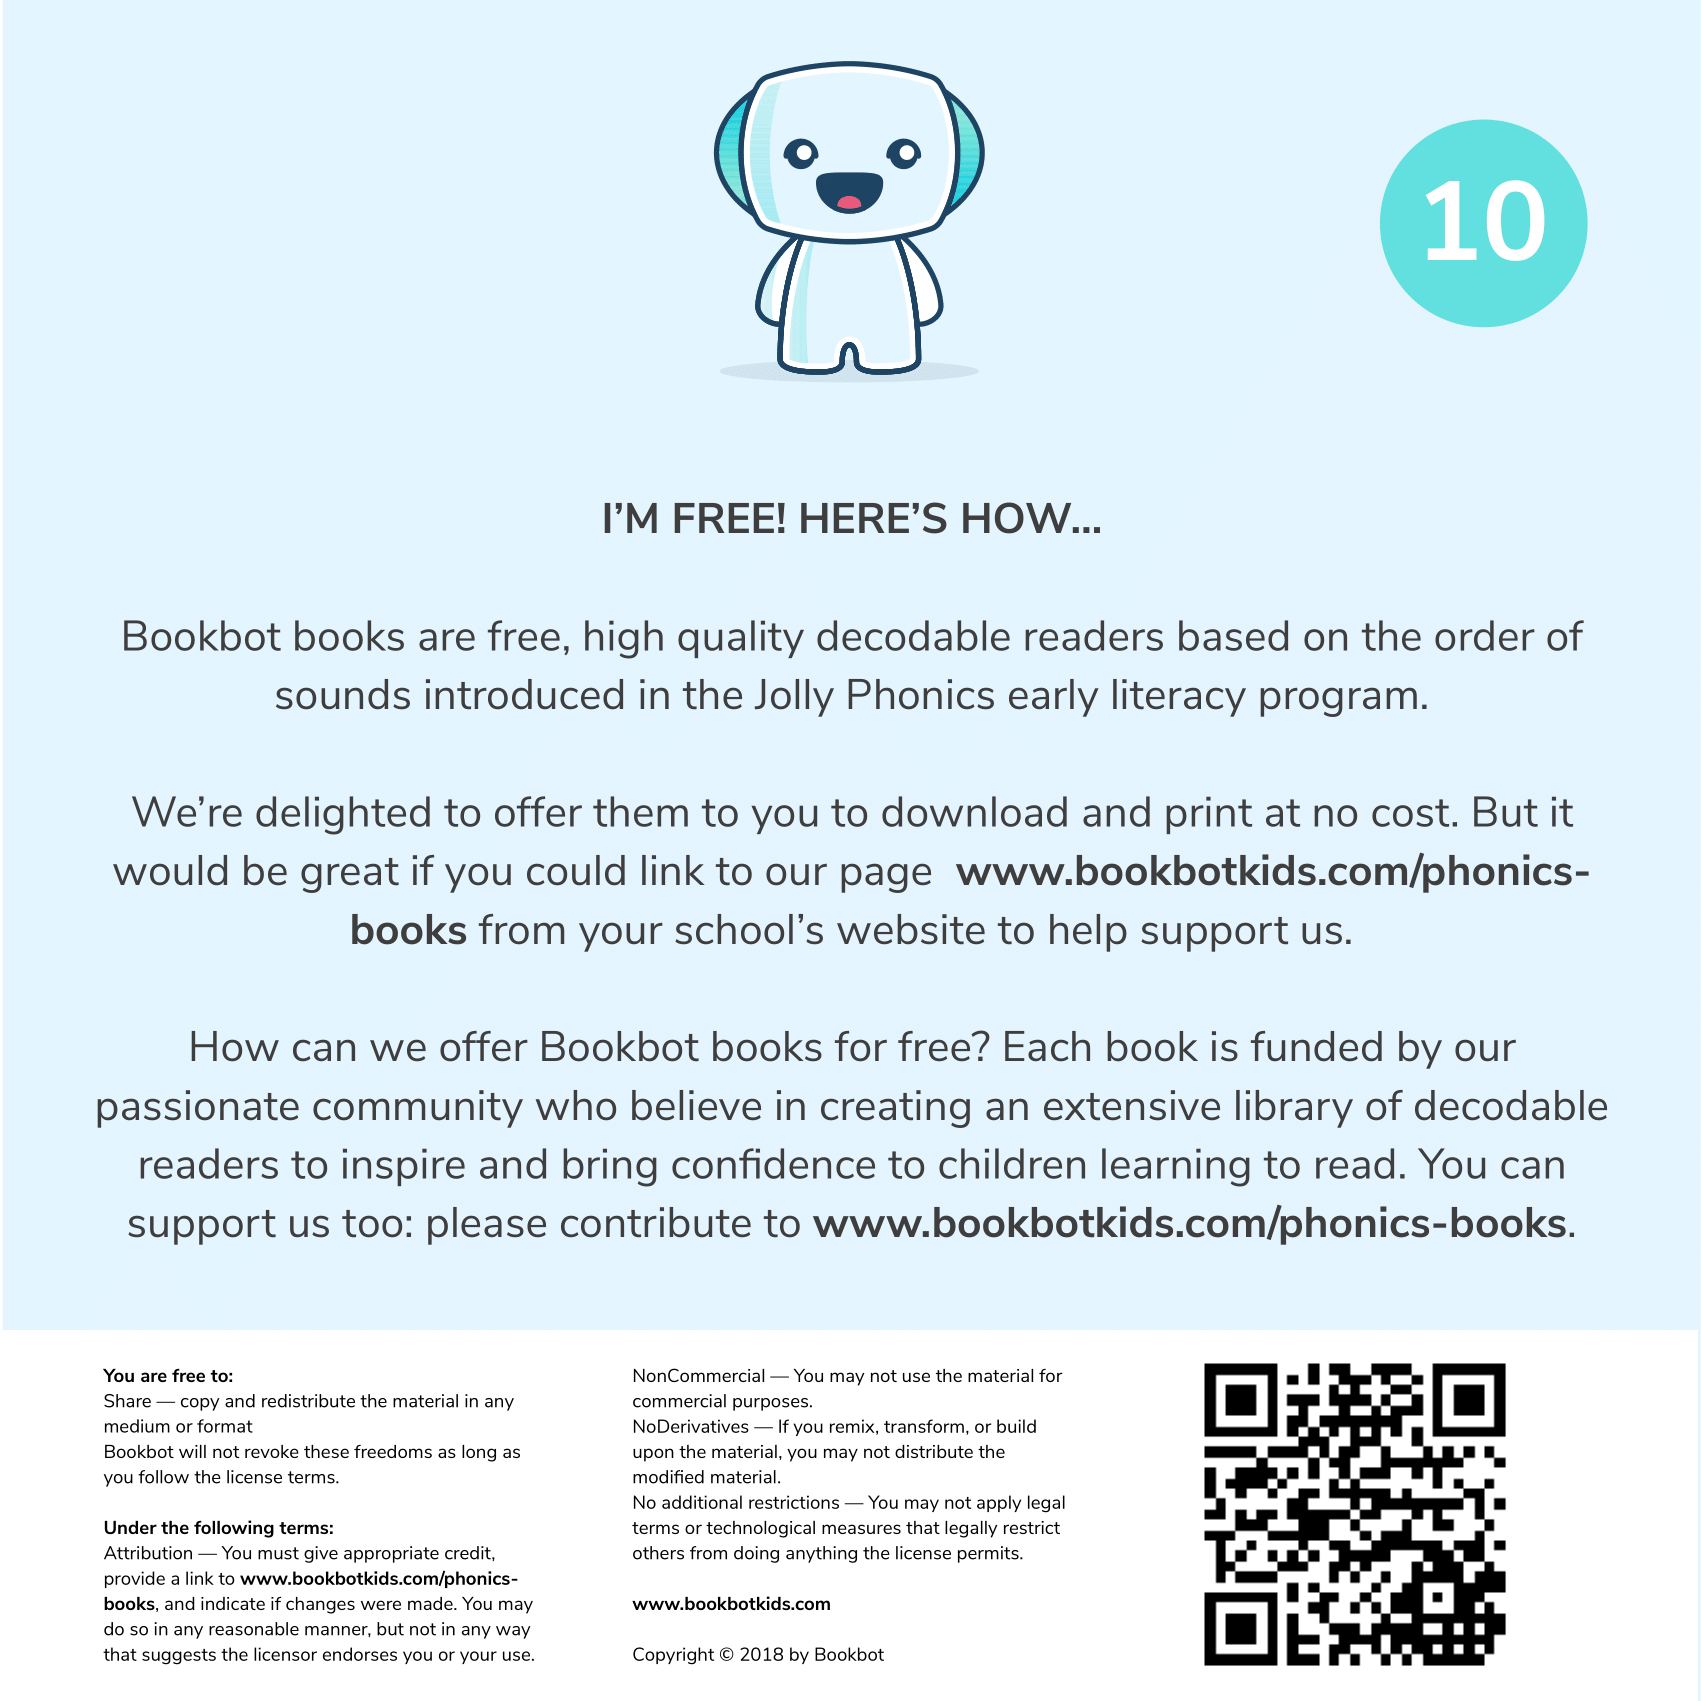 10
I’M FREE! HERE’S HOW...
Bookbot books are free, high quality decodable readers based on the order of
sounds introduced in the Jolly Phonics early literacy program.
We’re delighted to offer them to you to download and print at no cost. But it
would be great if you could link to our page  www.bookbotkids.com/phonics-
books from your school’s website to help support us.
How can we offer Bookbot books for free? Each book is funded by our
passionate community who believe in creating an extensive library of decodable
readers to inspire and bring confidence to children learning to read. You can
support us too: please contribute to www.bookbotkids.com/phonics-books.
You are free to:
Share — copy and redistribute the material in any
medium or format
Bookbot will not revoke these freedoms as long as
you follow the license terms.
Under the following terms:
Attribution — You must give appropriate credit,
provide a link to www.bookbotkids.com/phonics-
books, and indicate if changes were made. You may
do so in any reasonable manner, but not in any way
that suggests the licensor endorses you or your use.
NonCommercial — You may not use the material for
commercial purposes.
NoDerivatives — If you remix, transform, or build
upon the material, you may not distribute the
modified material.
No additional restrictions — You may not apply legal
terms or technological measures that legally restrict
others from doing anything the license permits.
www.bookbotkids.com
Copyright © 2018 by Bookbot